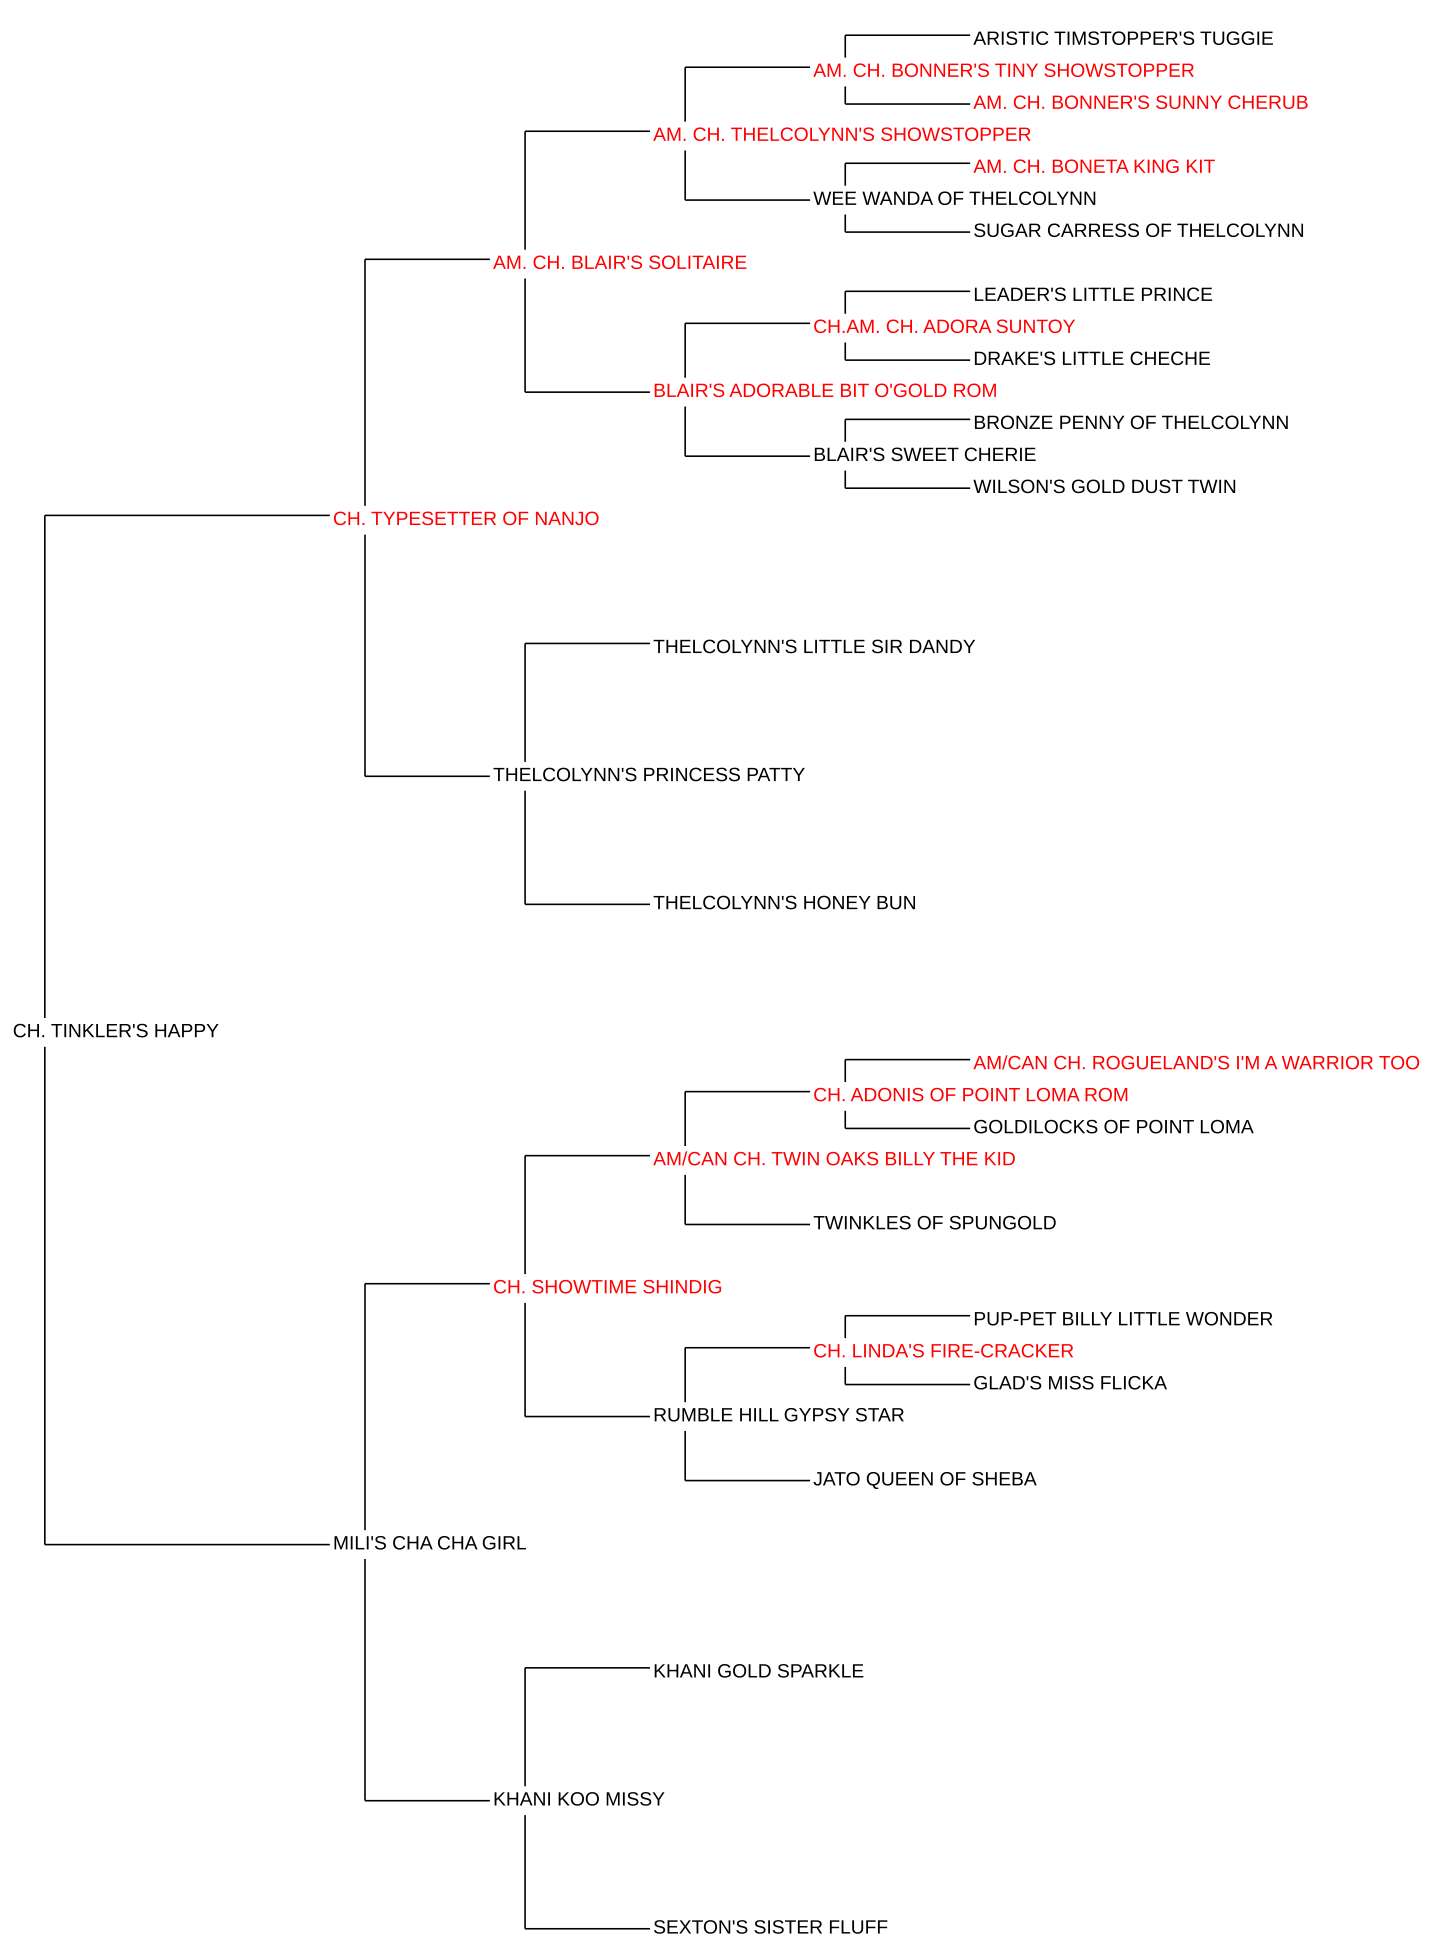 ARISTIC TIMSTOPPER'S TUGGIE
AM. CH. BONNER'S TINY SHOWSTOPPER
AM. CH. BONNER'S SUNNY CHERUB
AM. CH. THELCOLYNN'S SHOWSTOPPER
AM. CH. BONETA KING KIT
WEE WANDA OF THELCOLYNN
SUGAR CARRESS OF THELCOLYNN
AM. CH. BLAIR'S SOLITAIRE
LEADER'S LITTLE PRINCE
CH.AM. CH. ADORA SUNTOY
DRAKE'S LITTLE CHECHE
BLAIR'S ADORABLE BIT O'GOLD ROM
BRONZE PENNY OF THELCOLYNN
BLAIR'S SWEET CHERIE
WILSON'S GOLD DUST TWIN
CH. TYPESETTER OF NANJO
THELCOLYNN'S LITTLE SIR DANDY
THELCOLYNN'S PRINCESS PATTY
THELCOLYNN'S HONEY BUN
CH. TINKLER'S HAPPY
AM/CAN CH. ROGUELAND'S I'M A WARRIOR TOO
CH. ADONIS OF POINT LOMA ROM
GOLDILOCKS OF POINT LOMA
AM/CAN CH. TWIN OAKS BILLY THE KID
TWINKLES OF SPUNGOLD
CH. SHOWTIME SHINDIG
PUP-PET BILLY LITTLE WONDER
CH. LINDA'S FIRE-CRACKER
GLAD'S MISS FLICKA
RUMBLE HILL GYPSY STAR
JATO QUEEN OF SHEBA
MILI'S CHA CHA GIRL
KHANI GOLD SPARKLE
KHANI KOO MISSY
SEXTON'S SISTER FLUFF